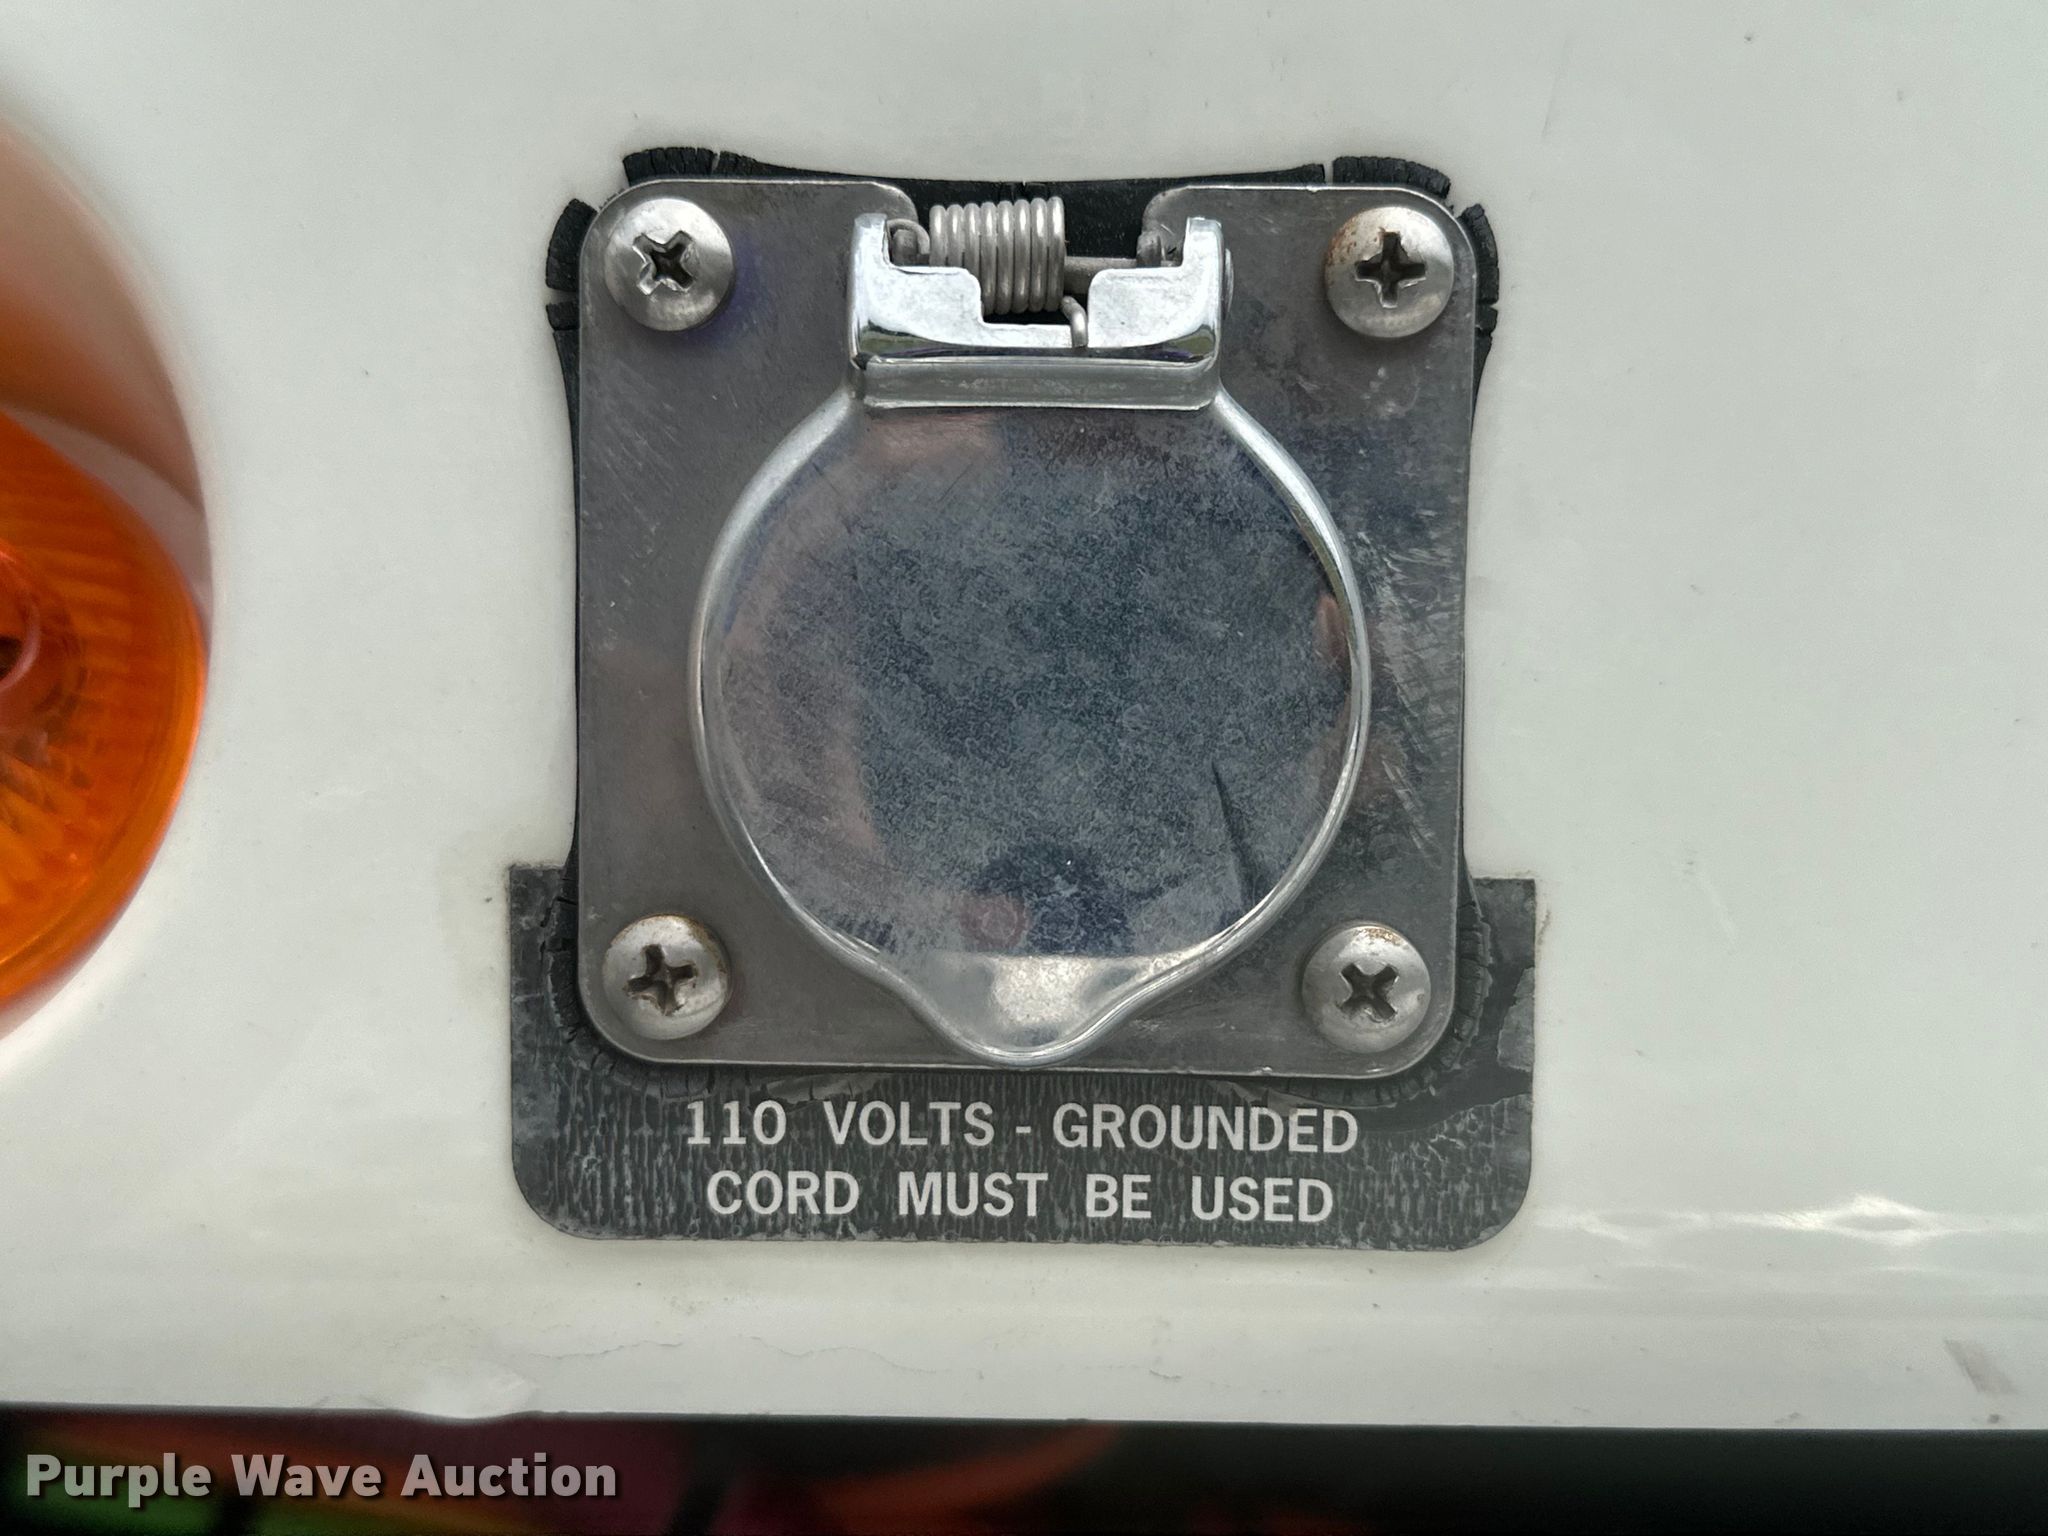 110 VOLTS - GROUNDED
CORD MUST BE USED
Purple Wave Auction